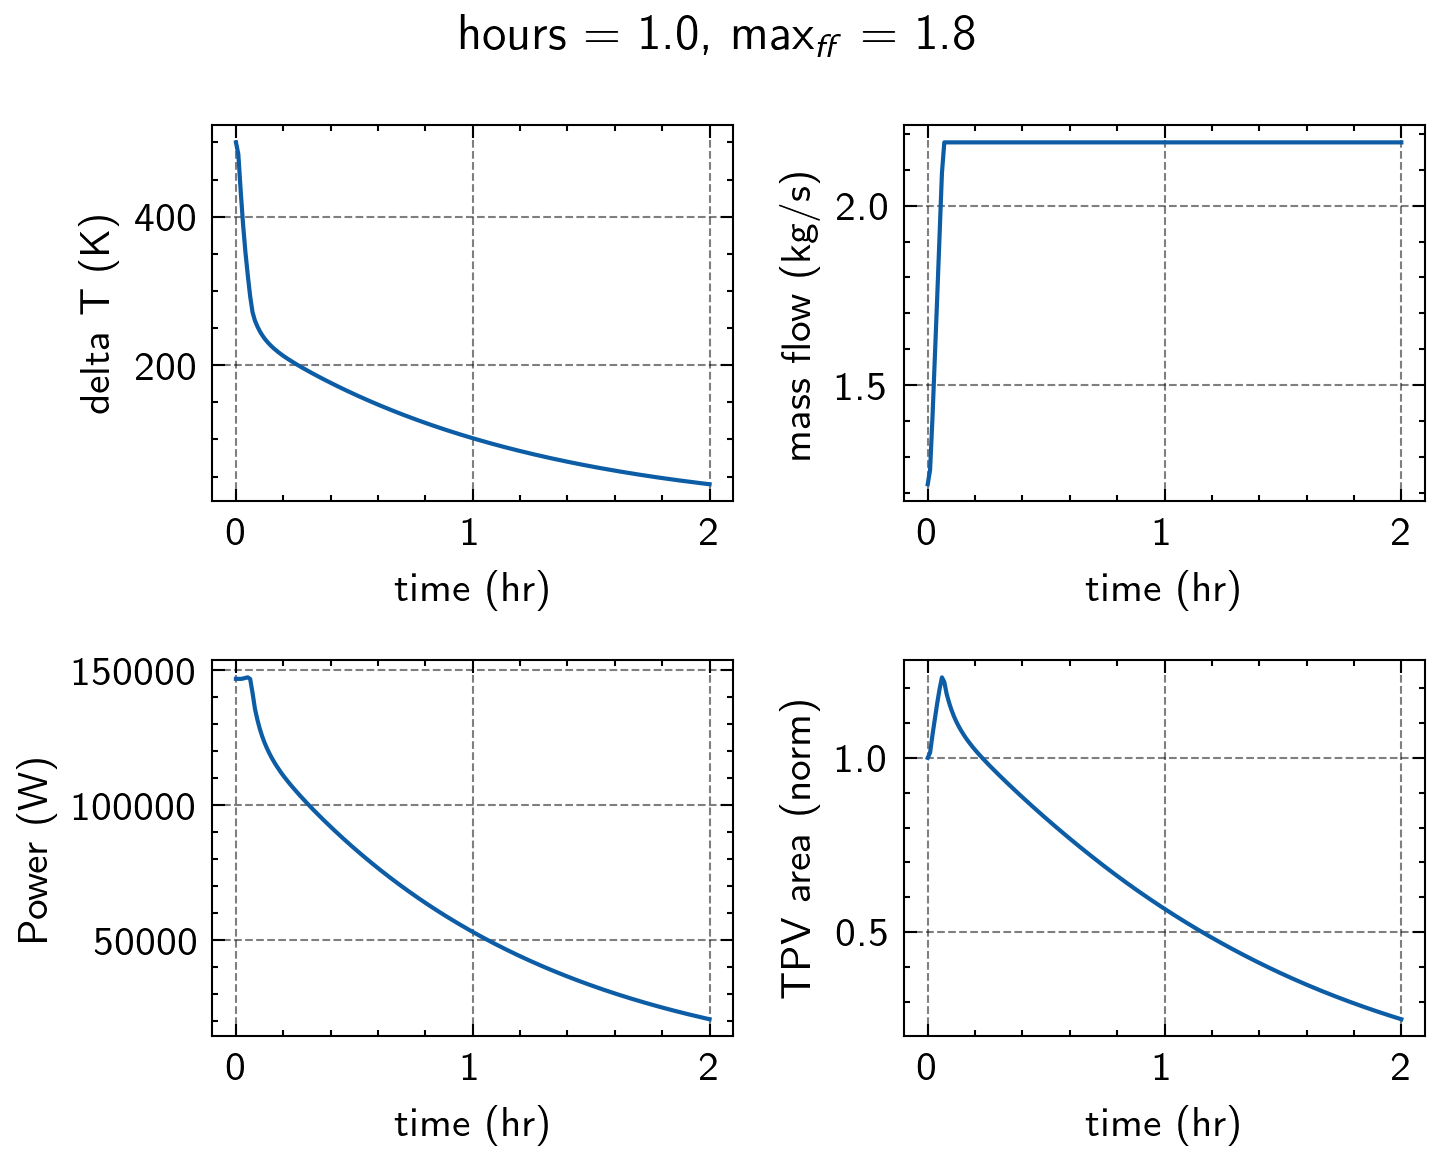 hours = 1.0, max_ff = 1.8
delta T (K)
400
200
0 1 2
time (hr)
mass flow (kg/s)
2.0
1.5
0 1 2
time (hr)
Power (W)
150000
100000
50000
0 1 2
time (hr)
TPV area (norm)
1.0
0.5
0 1 2
time (hr)